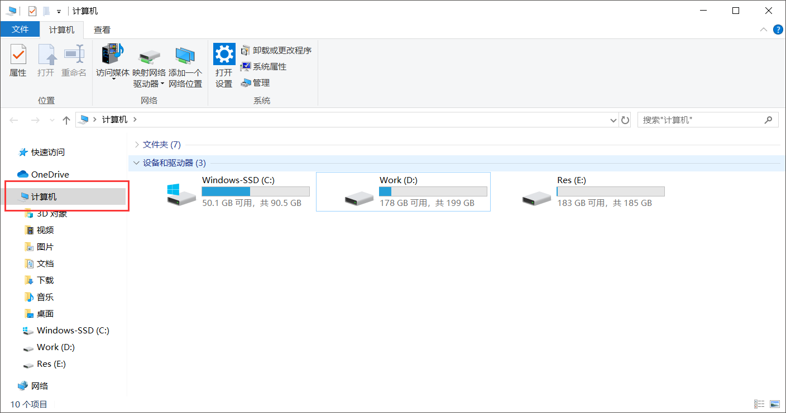 计算机
文件 计算机 查看
属性 打开 重命名 访问媒体 映射网络驱动器 添加一个网络位置 打开设置 卸载或更改程序
系统属性
管理
位置 网络 系统
计算机 搜索"计算机"
快速访问
OneDrive
计算机
3D 对象
视频
图片
文档
下载
音乐
桌面
Windows-SSD (C:)
Work (D:)
Res (E:)
网络
文件夹 (7)
设备和驱动器 (3)
Windows-SSD (C:)
50.1 GB 可用，共 90.5 GB
Work (D:)
178 GB 可用，共 199 GB
Res (E:)
183 GB 可用，共 185 GB
10 个项目